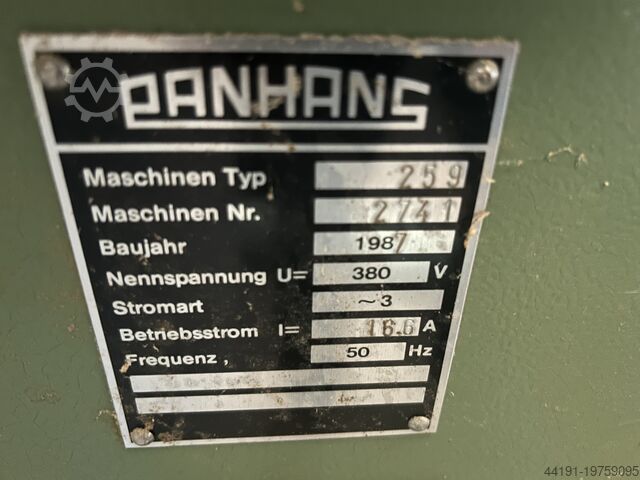 PANHANS
Maschinen Typ 259
Maschinen Nr. 2741
Baujahr 1987
Nennspannung U= 380 V
Stromart ~3
Betriebsstrom I= 16.6 A
Frequenz , 50 Hz
44191-19759095